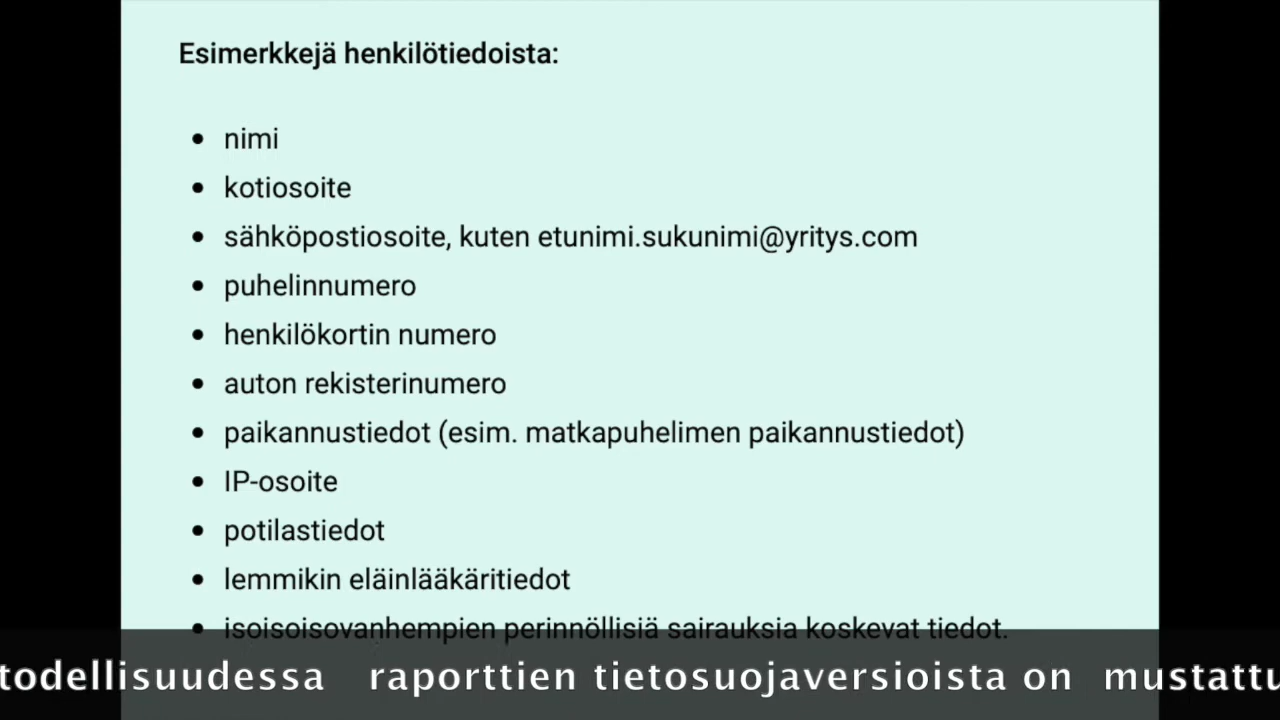 Esimerkkejä henkilötiedoista:
• nimi
• kotiosoite
• sähköpostiosoite, kuten etunimi.sukunimi@yritys.com
• puhelinnumero
• henkilökortin numero
• auton rekisterinumero
• paikannustiedot (esim. matkapuhelimen paikannustiedot)
• IP-osoite
• potilastiedot
• lemmikin eläinlääkäritiedot
• isoisoisovanhempien perinnöllisiä sairauksia koskevat tiedot.
todellisuudessa raporttien tietosuojaversioista on mustattu